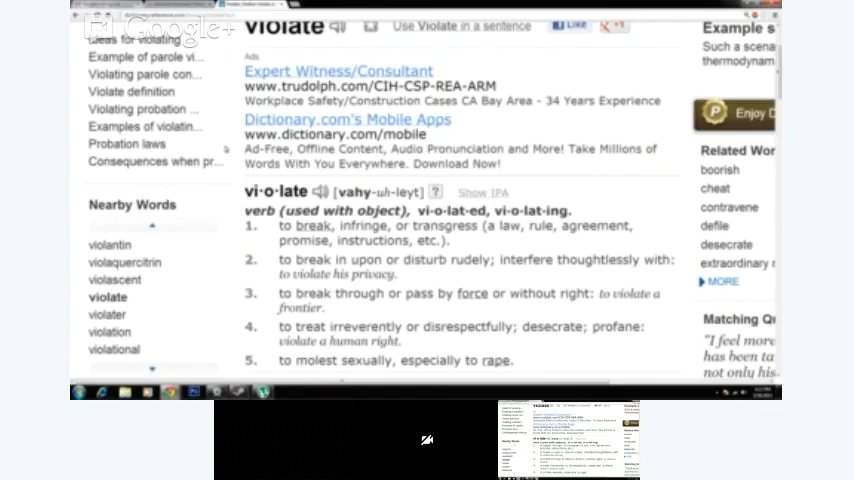 Google+
violate
Use Violate in a sentence
Like
+1
Ideas for violating
Example of parole vi...
Violating parole con...
Violate definition
Violating probation ...
Examples of violatin...
Probation laws
Consequences when pr...
Nearby Words
violantin
violaquercitrin
violascent
violate
violater
violation
violational
Ads
Expert Witness/Consultant
www.trudolph.com/CIH-CSP-REA-ARM
Workplace Safety/Construction Cases CA Bay Area - 34 Years Experience
Dictionary.com's Mobile Apps
www.dictionary.com/mobile
Ad-Free, Offline Content, Audio Pronunciation and More! Take Millions of
Words With You Everywhere. Download Now!
vi·o·late [vahy-uh-leyt] ? Show IPA
verb (used with object), vi·o·lat·ed, vi·o·lat·ing.
1. to break, infringe, or transgress (a law, rule, agreement,
promise, instructions, etc.).
2. to break in upon or disturb rudely; interfere thoughtlessly with:
to violate his privacy.
3. to break through or pass by force or without right: to violate a
frontier.
4. to treat irreverently or disrespectfully; desecrate; profane:
violate a human right.
5. to molest sexually, especially to rape.
Example s
Such a scena
thermodynam
P Enjoy D
Related Wor
boorish
cheat
contravene
defile
desecrate
extraordinary r
MORE
Matching Qu
"I feel more
has been ta
not only his